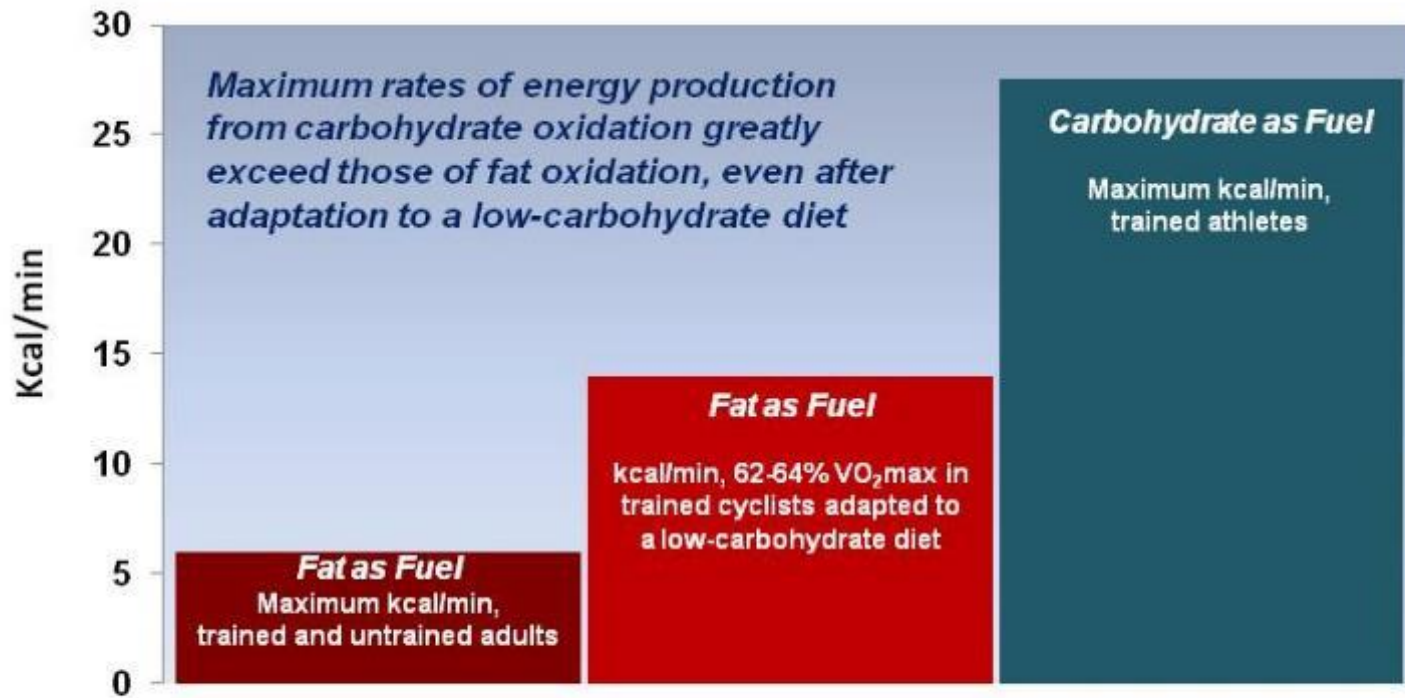 30
25
20
15
10
5
0
Kcal/min
Maximum rates of energy production
from carbohydrate oxidation greatly
exceed those of fat oxidation, even after
adaptation to a low-carbohydrate diet
Fat as Fuel
Maximum kcal/min,
trained and untrained adults
Fat as Fuel
kcal/min, 62-64% VO₂max in
trained cyclists adapted to
a low-carbohydrate diet
Carbohydrate as Fuel
Maximum kcal/min,
trained athletes